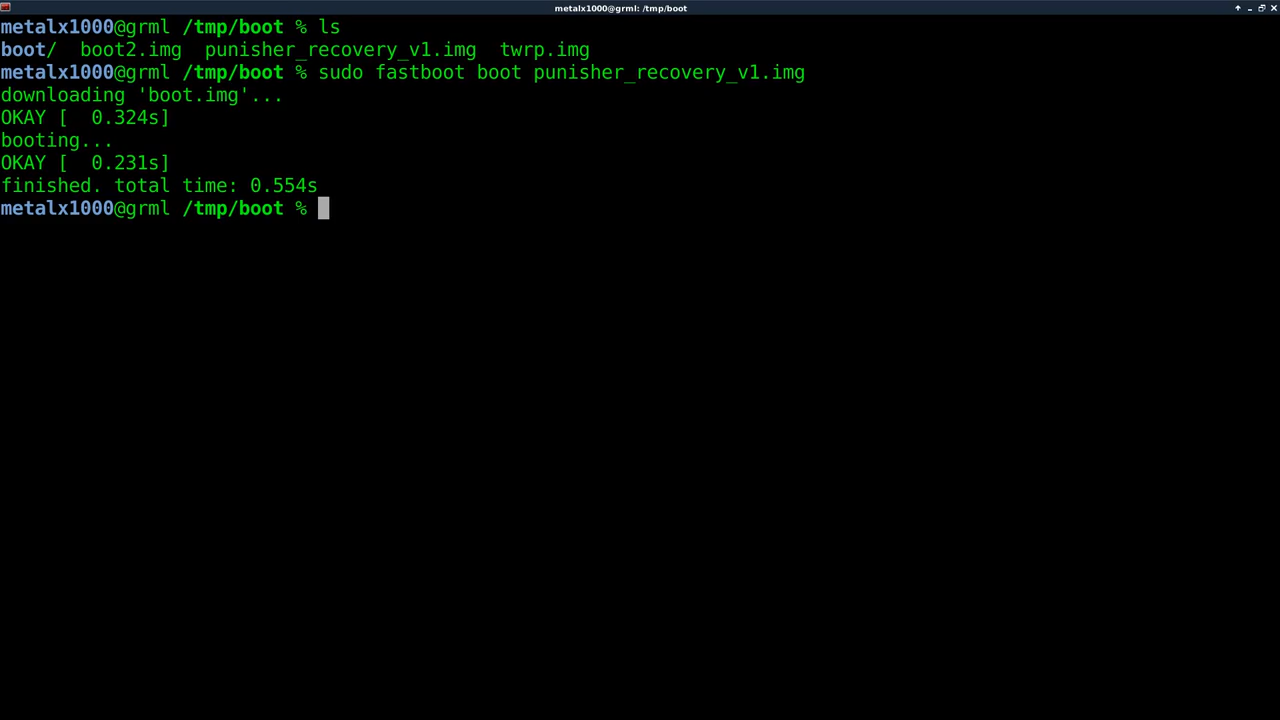 metalx1000@grml: /tmp/boot
metalx1000@grml /tmp/boot % ls
boot/  boot2.img  punisher_recovery_v1.img  twrp.img
metalx1000@grml /tmp/boot % sudo fastboot boot punisher_recovery_v1.img
downloading 'boot.img'...
OKAY [  0.324s]
booting...
OKAY [  0.231s]
finished. total time: 0.554s
metalx1000@grml /tmp/boot %